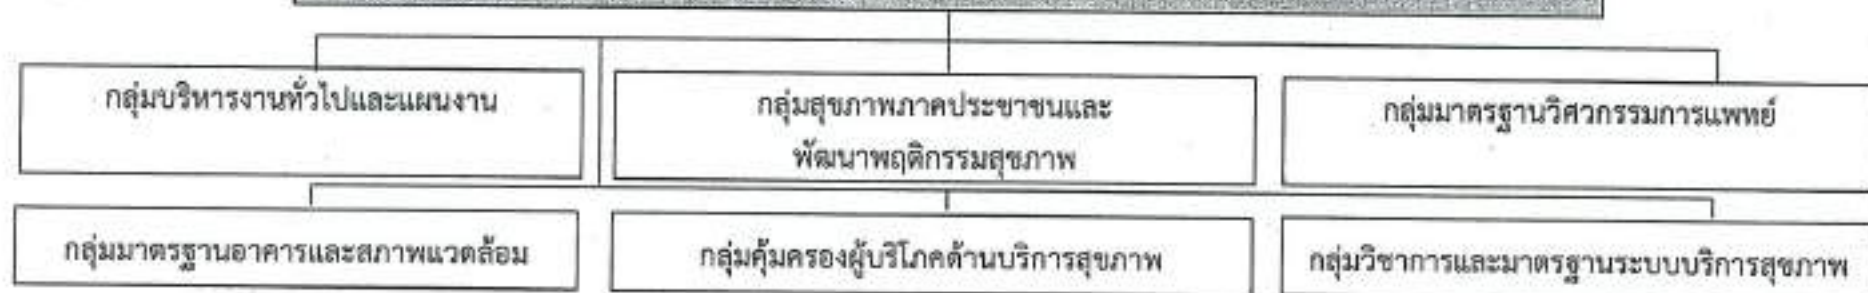 กลุ่มบริหารงานทั่วไปและแผนงาน
กลุ่มสุขภาพภาคประชาชนและ
พัฒนาพฤติกรรมสุขภาพ
กลุ่มมาตรฐานวิศวกรรมการแพทย์
กลุ่มมาตรฐานอาคารและสภาพแวดล้อม
กลุ่มคุ้มครองผู้บริโภคด้านบริการสุขภาพ
กลุ่มวิชาการและมาตรฐานระบบบริการสุขภาพ